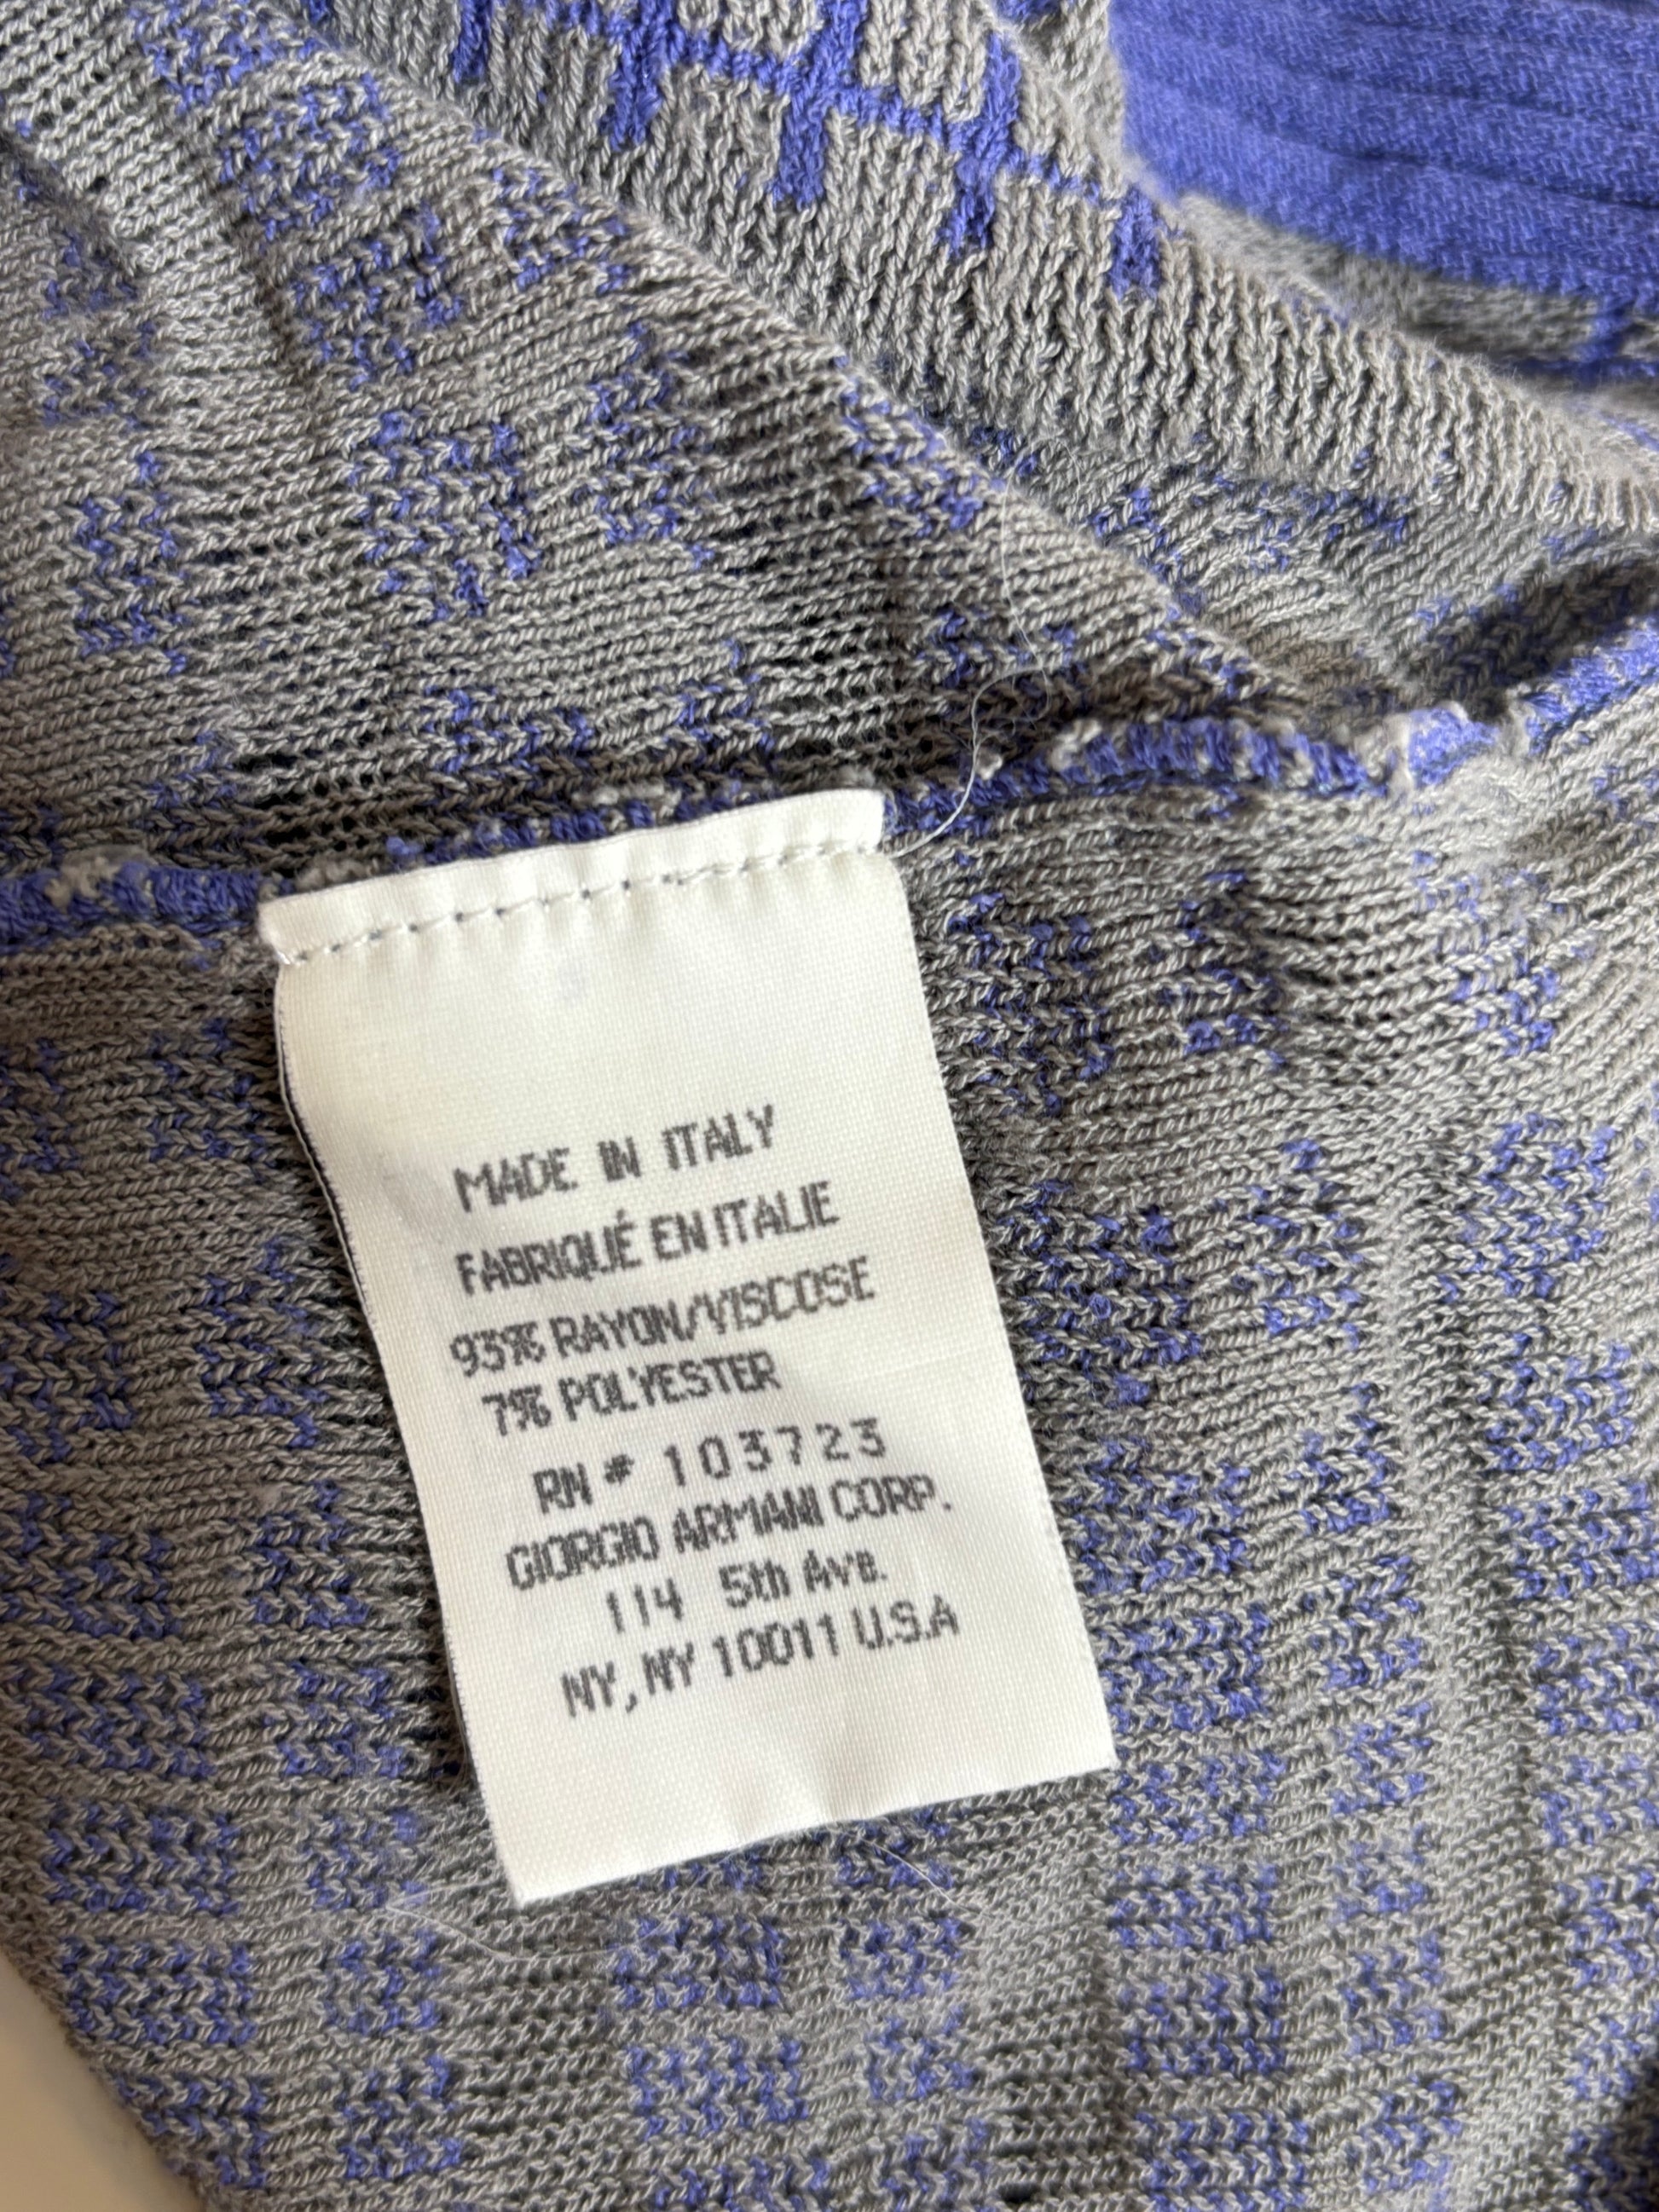 MADE IN ITALY
FABRIQUÉ EN ITALIE
93% RAYON/VISCOSE
7% POLYESTER
RN # 103723
GIORGIO ARMANI CORP.
114 5th Ave.
NY, NY 10011 U.S.A